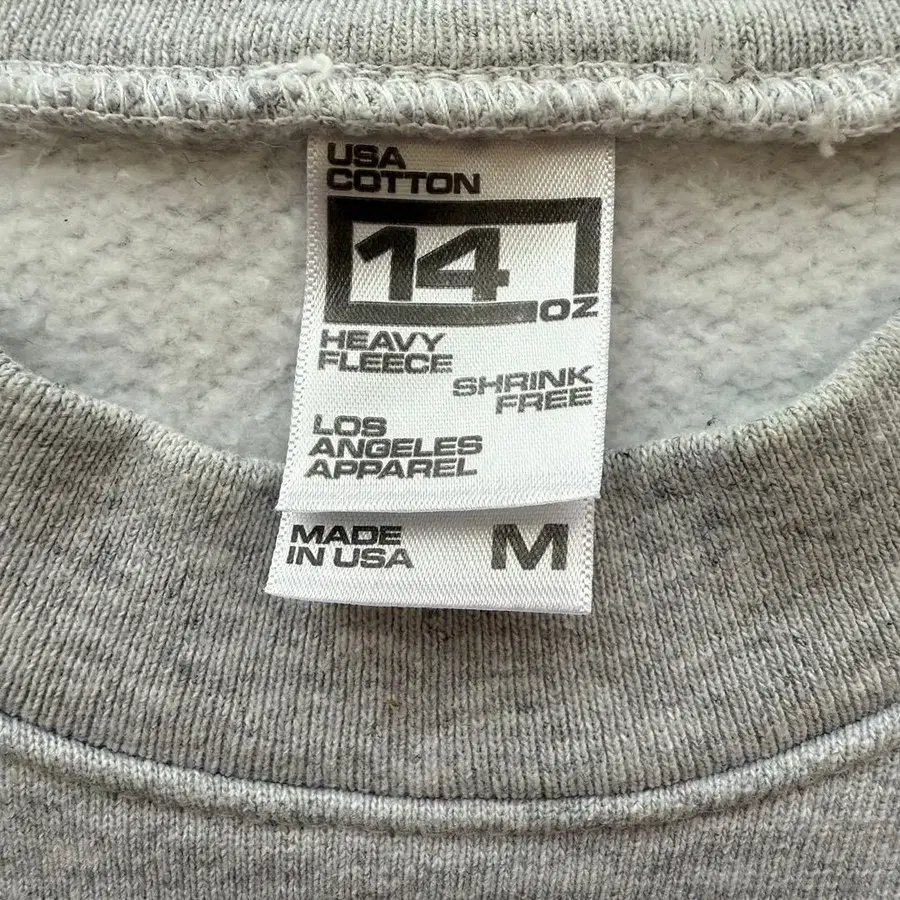 USA
COTTON
14
OZ
HEAVY
FLEECE
SHRINK
FREE
LOS
ANGELES
APPAREL
MADE
IN USA
M